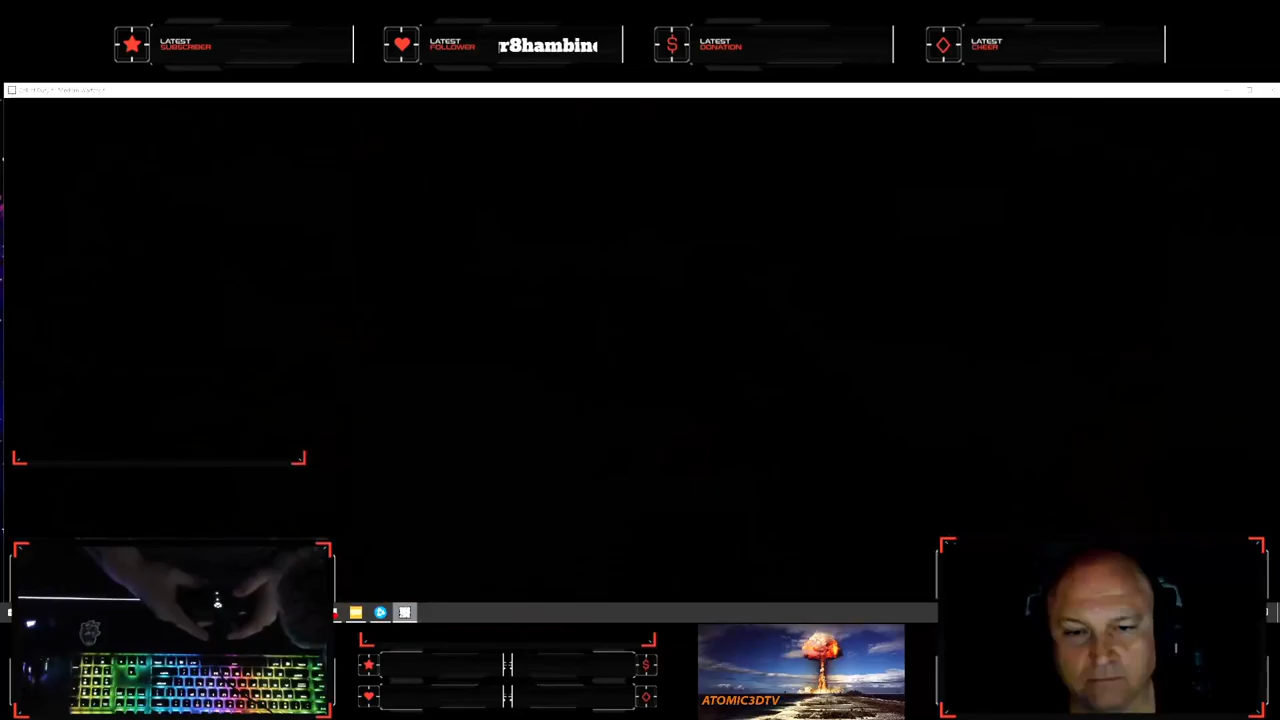 LATEST
SUBSCRIBER
LATEST
FOLLOWER
r8hambin
LATEST
DONATION
LATEST
CHEER
ATOMIC3DTV